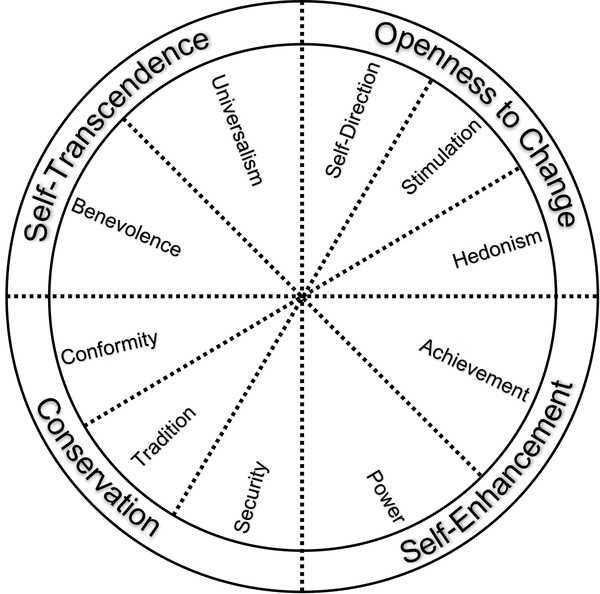 Self-Transcendence
Openness to Change
Universalism
Self-Direction
Stimulation
Benevolence
Hedonism
Conformity
Achievement
Tradition
Security
Power
Conservation
Self-Enhancement